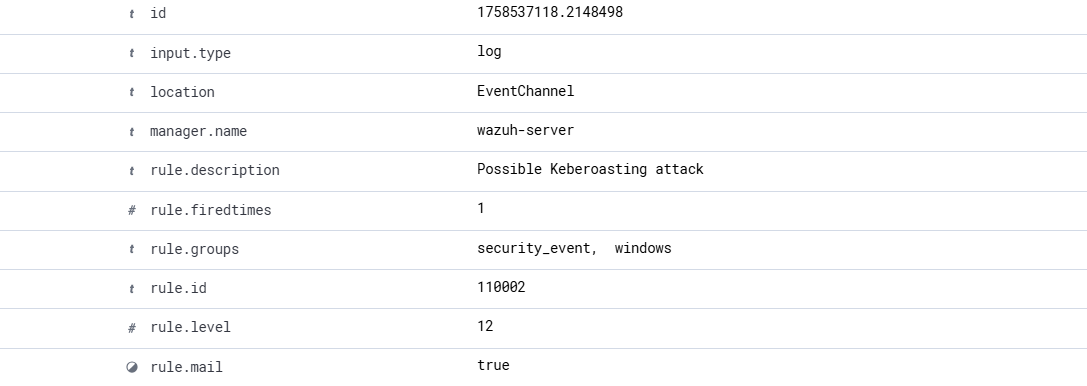 t id 1758537118.2148498
t input.type log
t location EventChannel
t manager.name wazuh-server
t rule.description Possible Keberoasting attack
# rule.firedtimes 1
t rule.groups security_event, windows
t rule.id 110002
# rule.level 12
rule.mail true